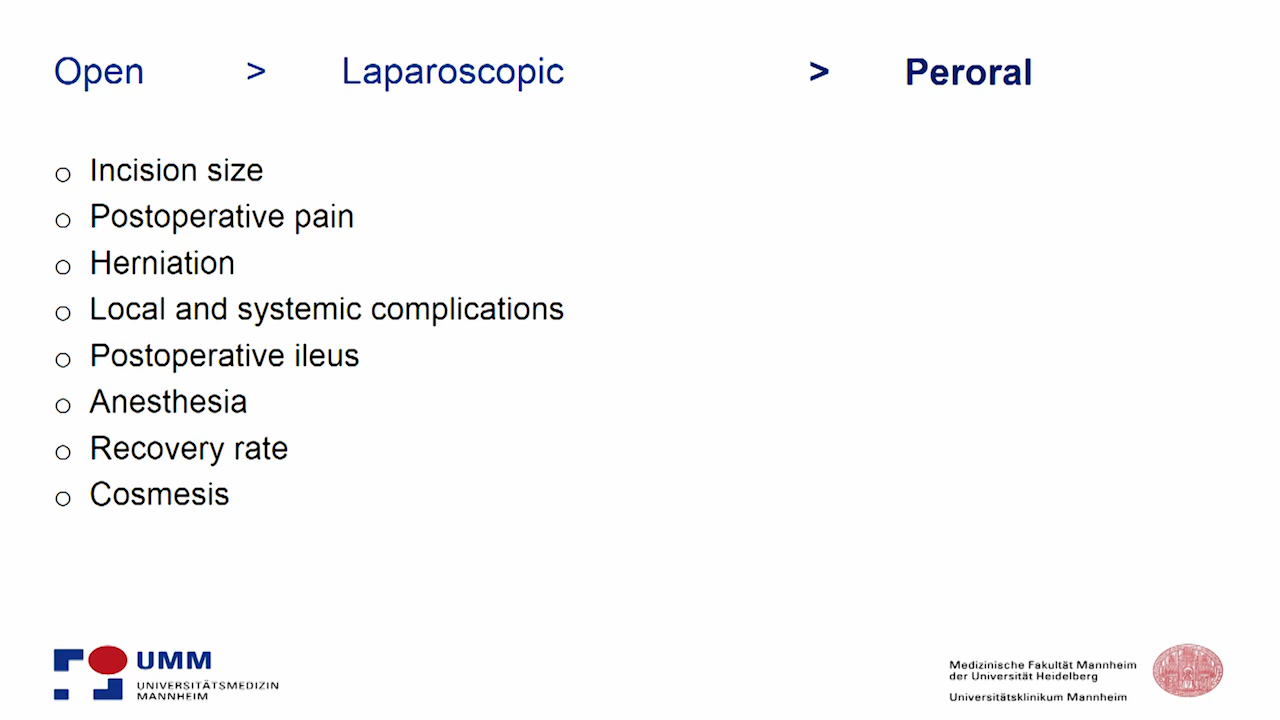 Open > Laparoscopic > Peroral
o Incision size
o Postoperative pain
o Herniation
o Local and systemic complications
o Postoperative ileus
o Anesthesia
o Recovery rate
o Cosmesis
UMM
UNIVERSITÄTSMEDIZIN
MANNHEIM
Medizinische Fakultät Mannheim
der Universität Heidelberg
Universitätsklinikum Mannheim